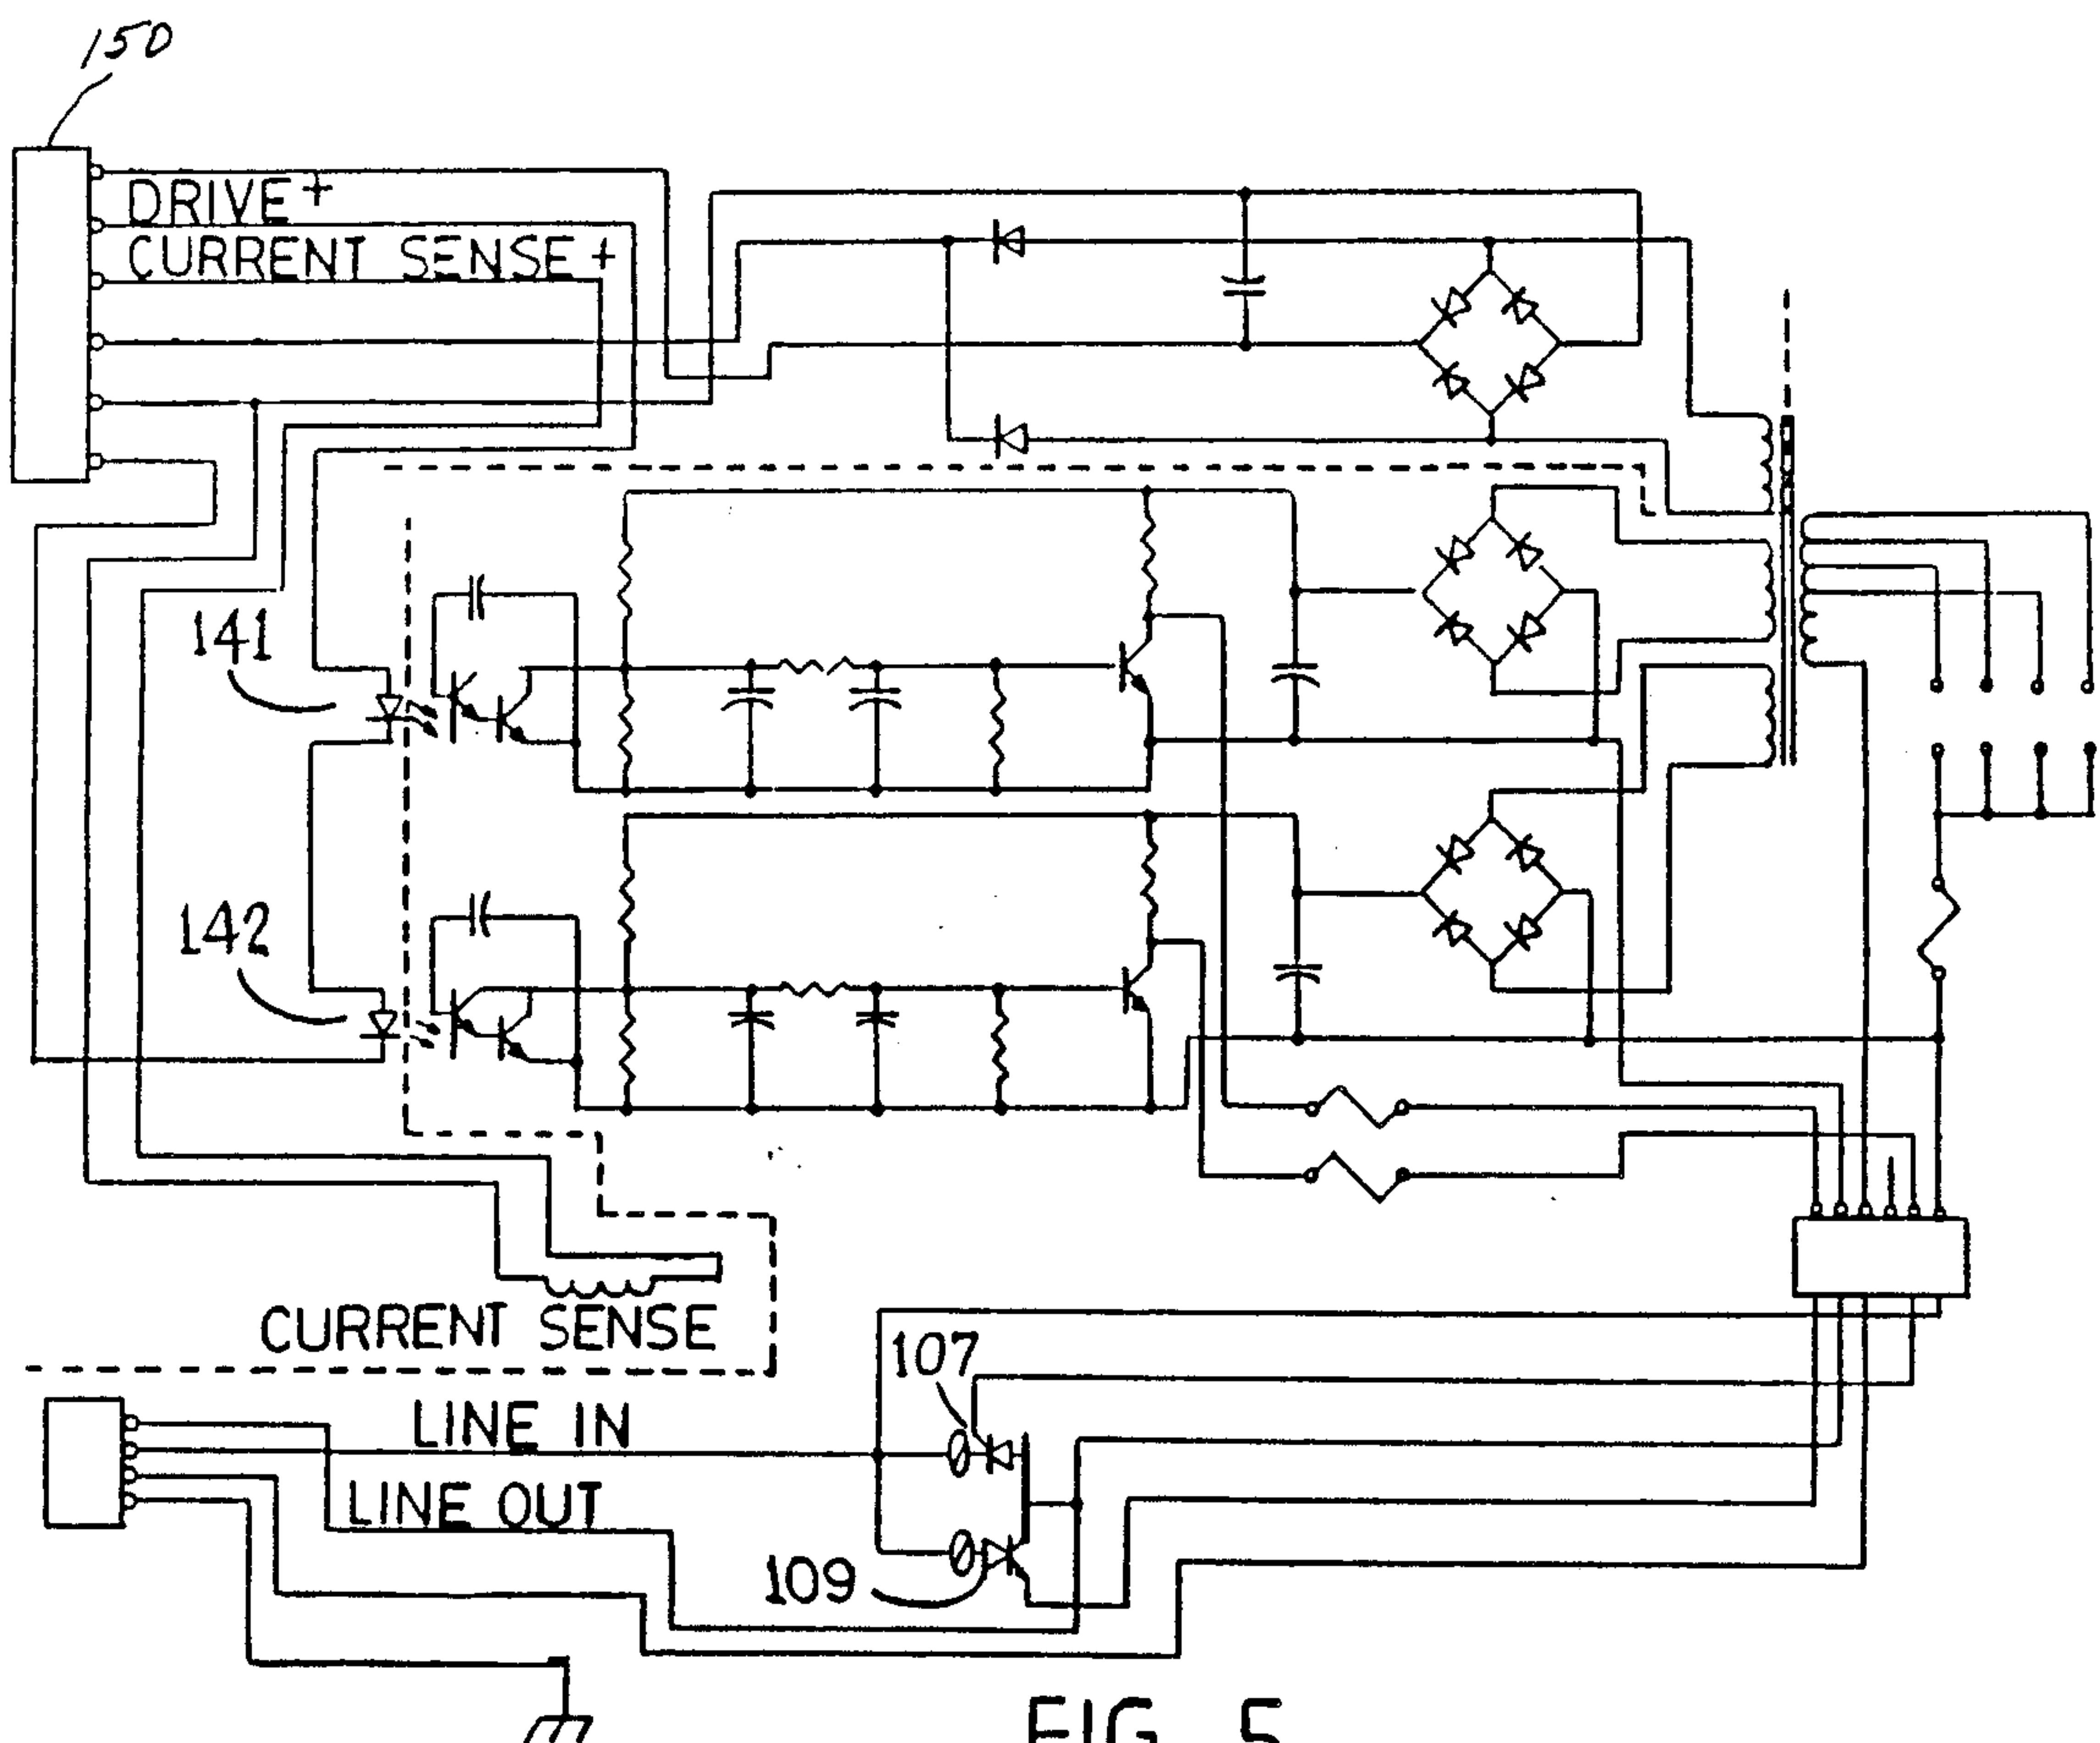 150
DRIVE +
CURRENT SENSE +
141
142
CURRENT SENSE
107
LINE IN
LINE OUT
109
FIG. 5